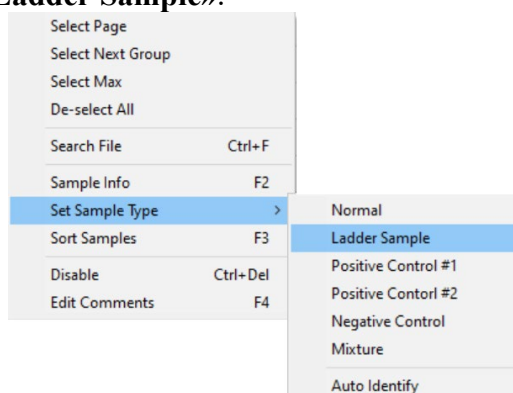 Ladder Sample».
Select Page
Select Next Group
Select Max
De-select All
Search File Ctrl+F
Sample Info F2
Set Sample Type >
Sort Samples F3
Disable Ctrl+Del
Edit Comments F4
Normal
Ladder Sample
Positive Control #1
Positive Contorl #2
Negative Control
Mixture
Auto Identify